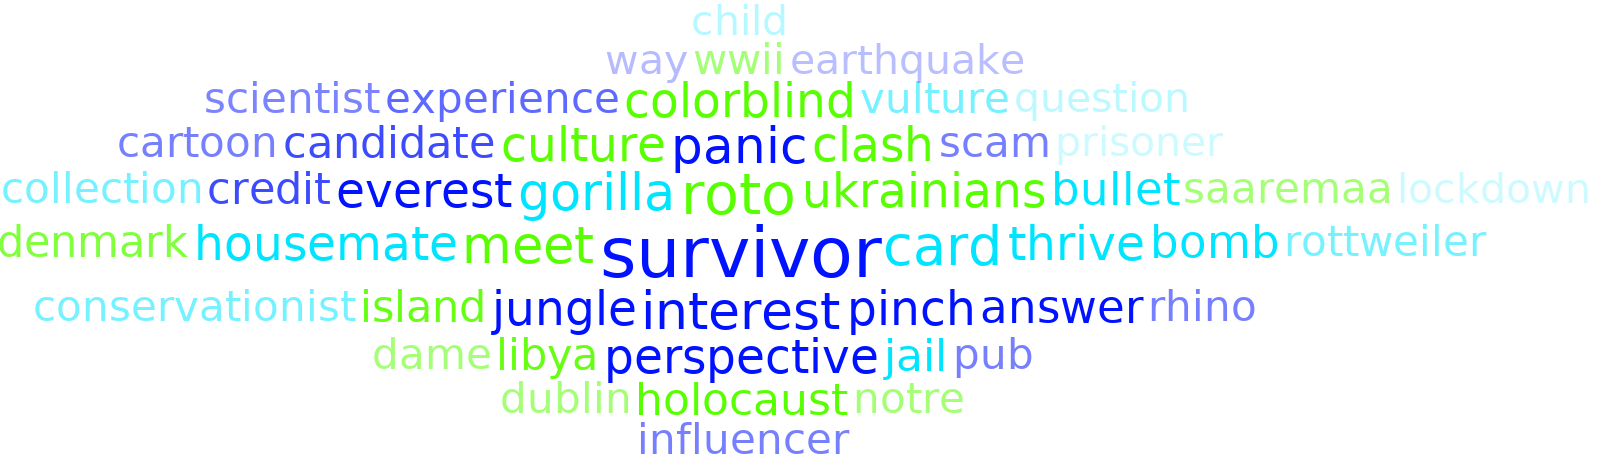 child
way wwii earthquake
scientist experience colorblind vulture question
cartoon candidate culture panic clash scam prisoner
collection credit everest gorilla roto ukrainians bullet saaremaa lockdown
denmark housemate meet survivor card thrive bomb rottweiler
conservationist island jungle interest pinch answer rhino
dame libya perspective jail pub
dublin holocaust notre
influencer